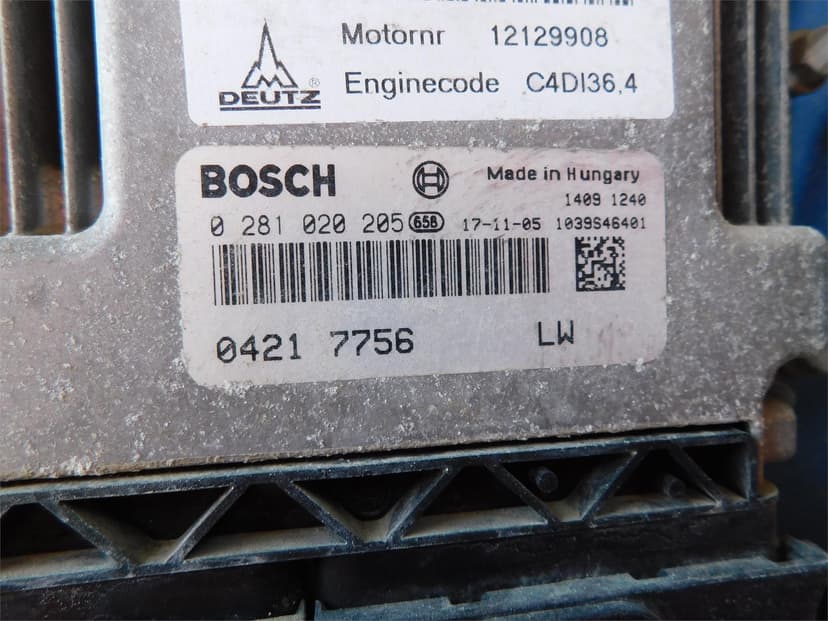 Motornr 12129908
DEUTZ ® Enginecode C4DI36,4
BOSCH Made in Hungary
1409 1240
0 281 020 205 65B 17-11-05 1039S46401
0421 7756 LW